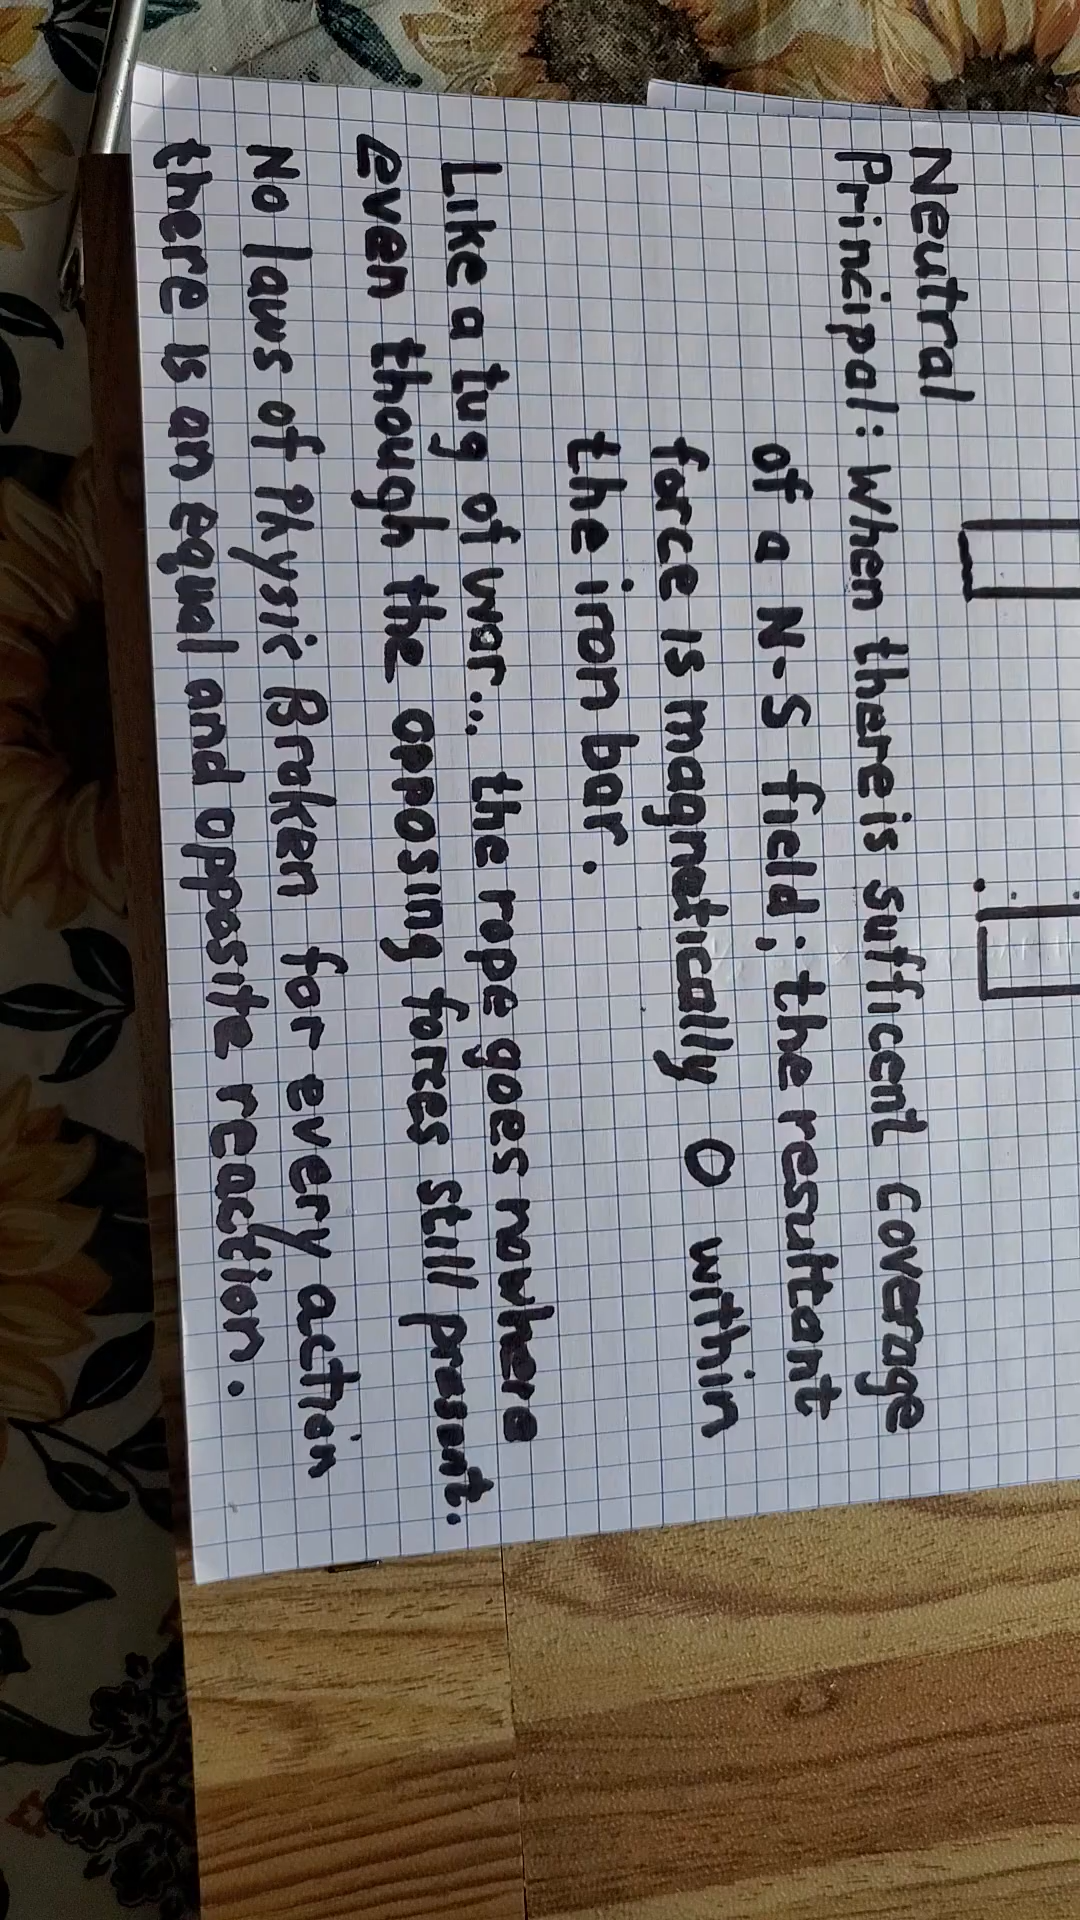 Neutral
Principal: When there is sufficent coverage
of a N-S field; the resultant
force is magnetically 0 within
the iron bar.
Like a tug of war... the rope goes nowhere
even though the opposing forces still present.
No laws of Physic Broken for every action
there is an equal and opposite reaction.